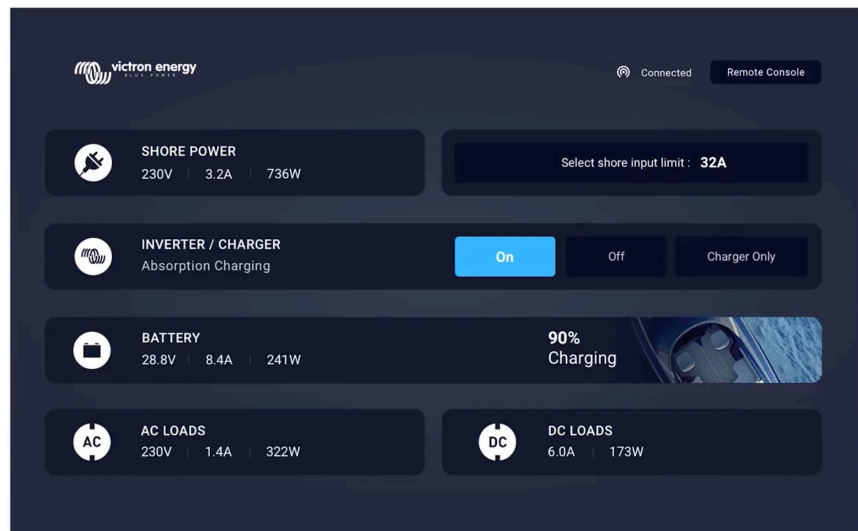 victron energy
BLUE POWER
Connected
Remote Console
SHORE POWER
230V | 3.2A | 736W
Select shore input limit : 32A
INVERTER / CHARGER
Absorption Charging
On
Off
Charger Only
BATTERY
28.8V | 8.4A | 241W
90%
Charging
AC
AC LOADS
230V | 1.4A | 322W
DC
DC LOADS
6.0A | 173W